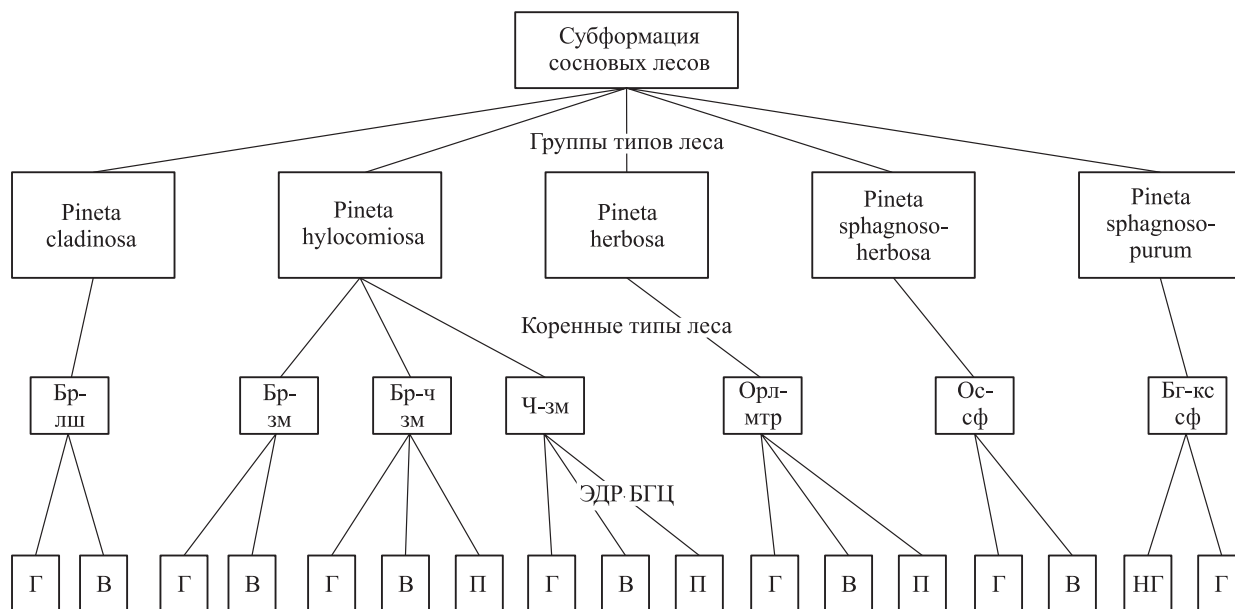 Субформация
сосновых лесов
Группы типов леса
Pineta
cladinosa
Pineta
hylocomiosa
Pineta
herbosa
Pineta
sphagnoso-
herbosa
Pineta
sphagnoso-
purum
Коренные типы леса
Бр-
лш
Бр-
зм
Бр-ч
зм
Ч-зм
Орл-
мтр
Ос-
сф
Бг-кс
сф
ЭДР БГЦ
Г
В
Г
В
Г
В
П
Г
В
П
Г
В
П
Г
В
НГ
Г